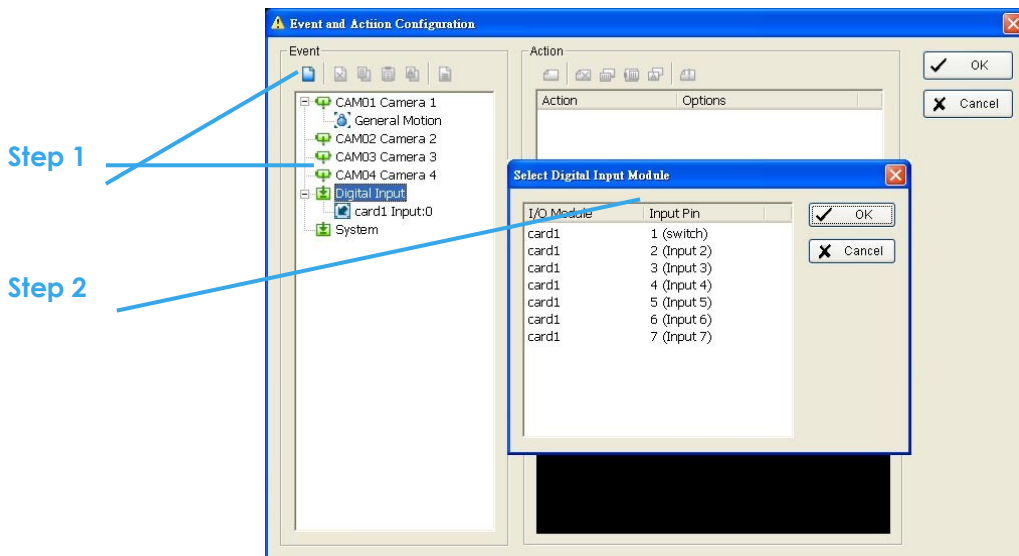 Event and Actiion Configuration
Event
Action
OK
Cancel
Action Options
CAM01 Camera 1
General Motion
CAM02 Camera 2
CAM03 Camera 3
CAM04 Camera 4
Digital Input
card1 Input:0
System
Step 1
Step 2
Select Digital Input Module
I/O Module Input Pin
card1 1 (switch)
card1 2 (Input 2)
card1 3 (Input 3)
card1 4 (Input 4)
card1 5 (Input 5)
card1 6 (Input 6)
card1 7 (Input 7)
OK
Cancel